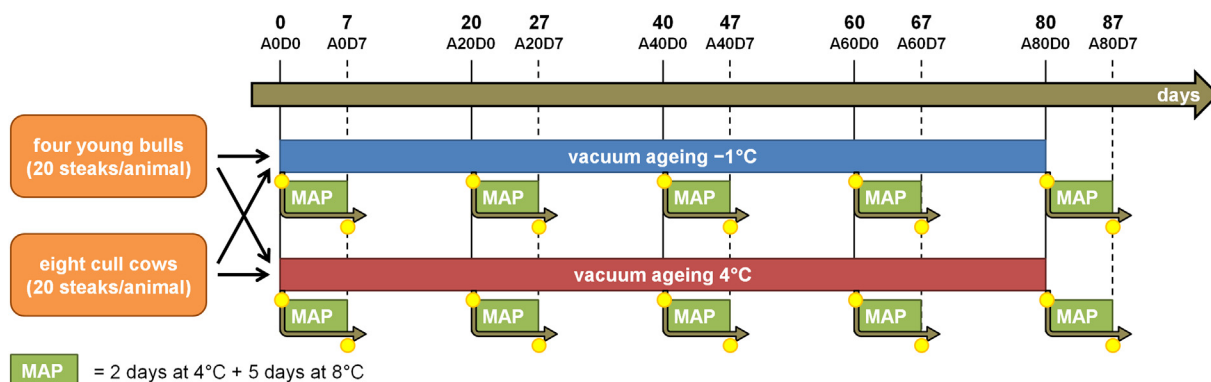 0 7 20 27 40 47 60 67 80 87
A0D0 A0D7 A20D0 A20D7 A40D0 A40D7 A60D0 A60D7 A80D0 A80D7
days
four young bulls
(20 steaks/animal)
vacuum ageing −1°C
MAP MAP MAP MAP MAP
eight cull cows
(20 steaks/animal)
vacuum ageing 4°C
MAP MAP MAP MAP MAP
MAP = 2 days at 4°C + 5 days at 8°C